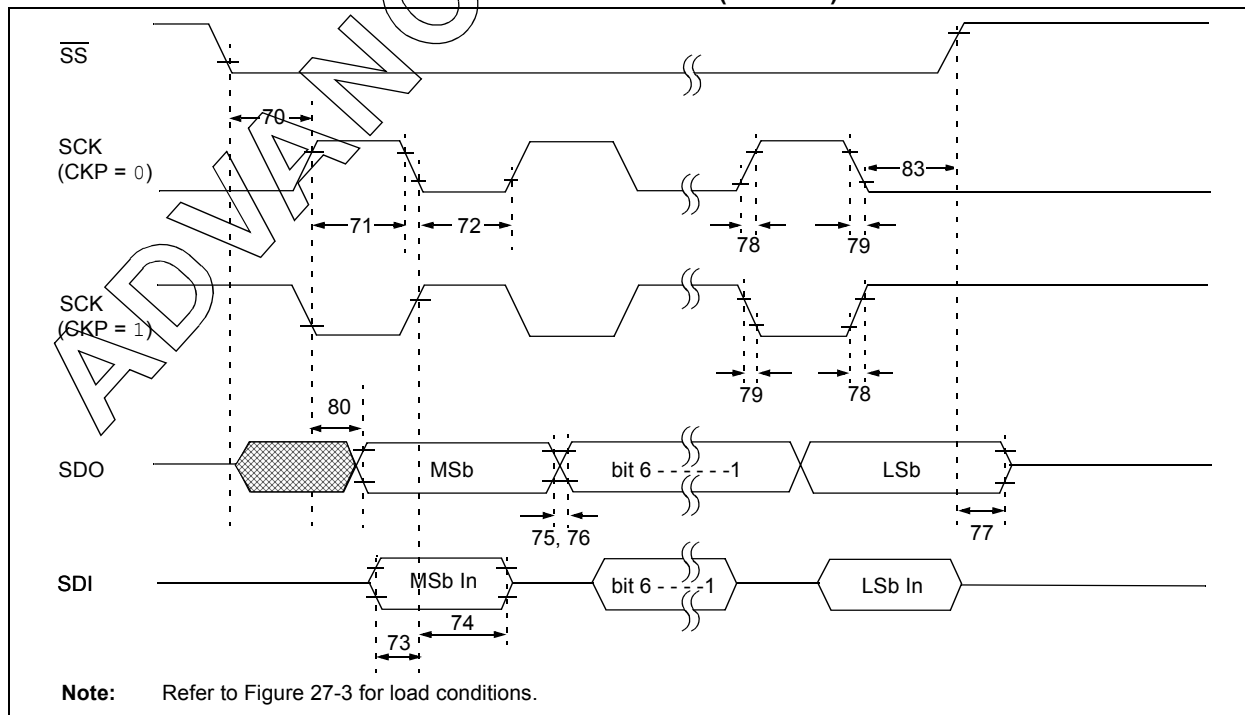 SS
70
SCK
(CKP = 0)
83
71
72
78
79
SCK
(CKP = 1)
79
78
80
SDO
MSb
bit 6 - - - - - -1
LSb
75, 76
77
SDI
MSb In
bit 6 - - - -1
LSb In
74
73
Note: Refer to Figure 27-3 for load conditions.
ADVANC